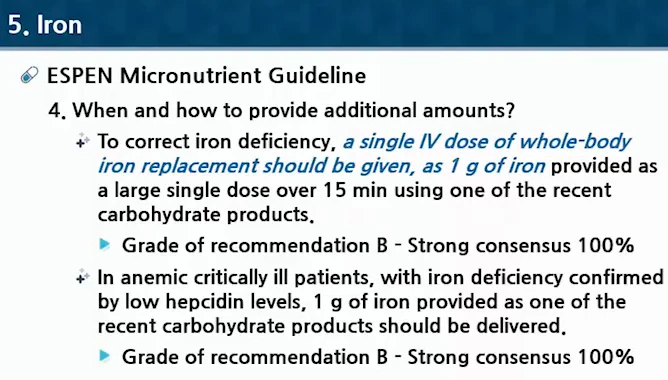 5. Iron
ESPEN Micronutrient Guideline
4. When and how to provide additional amounts?
To correct iron deficiency, a single IV dose of whole-body
iron replacement should be given, as 1 g of iron provided as
a large single dose over 15 min using one of the recent
carbohydrate products.
Grade of recommendation B - Strong consensus 100%
In anemic critically ill patients, with iron deficiency confirmed
by low hepcidin levels, 1 g of iron provided as one of the
recent carbohydrate products should be delivered.
Grade of recommendation B - Strong consensus 100%